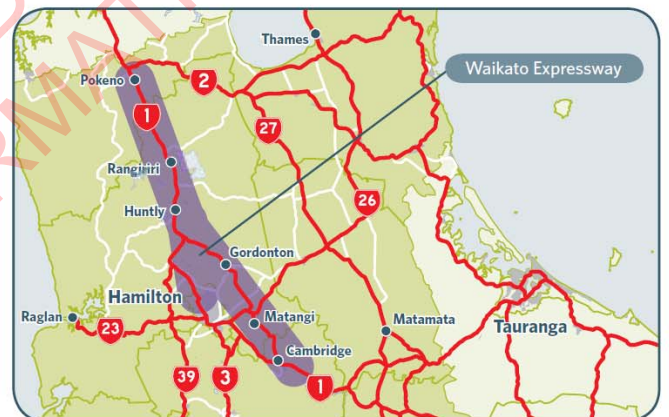 Thames
Pokeno
Waikato Expressway
2
1
27
Rangiriri
Huntly
26
Gordonton
Hamilton
Raglan
23
Matangi
Matamata
Tauranga
Cambridge
39
3
1